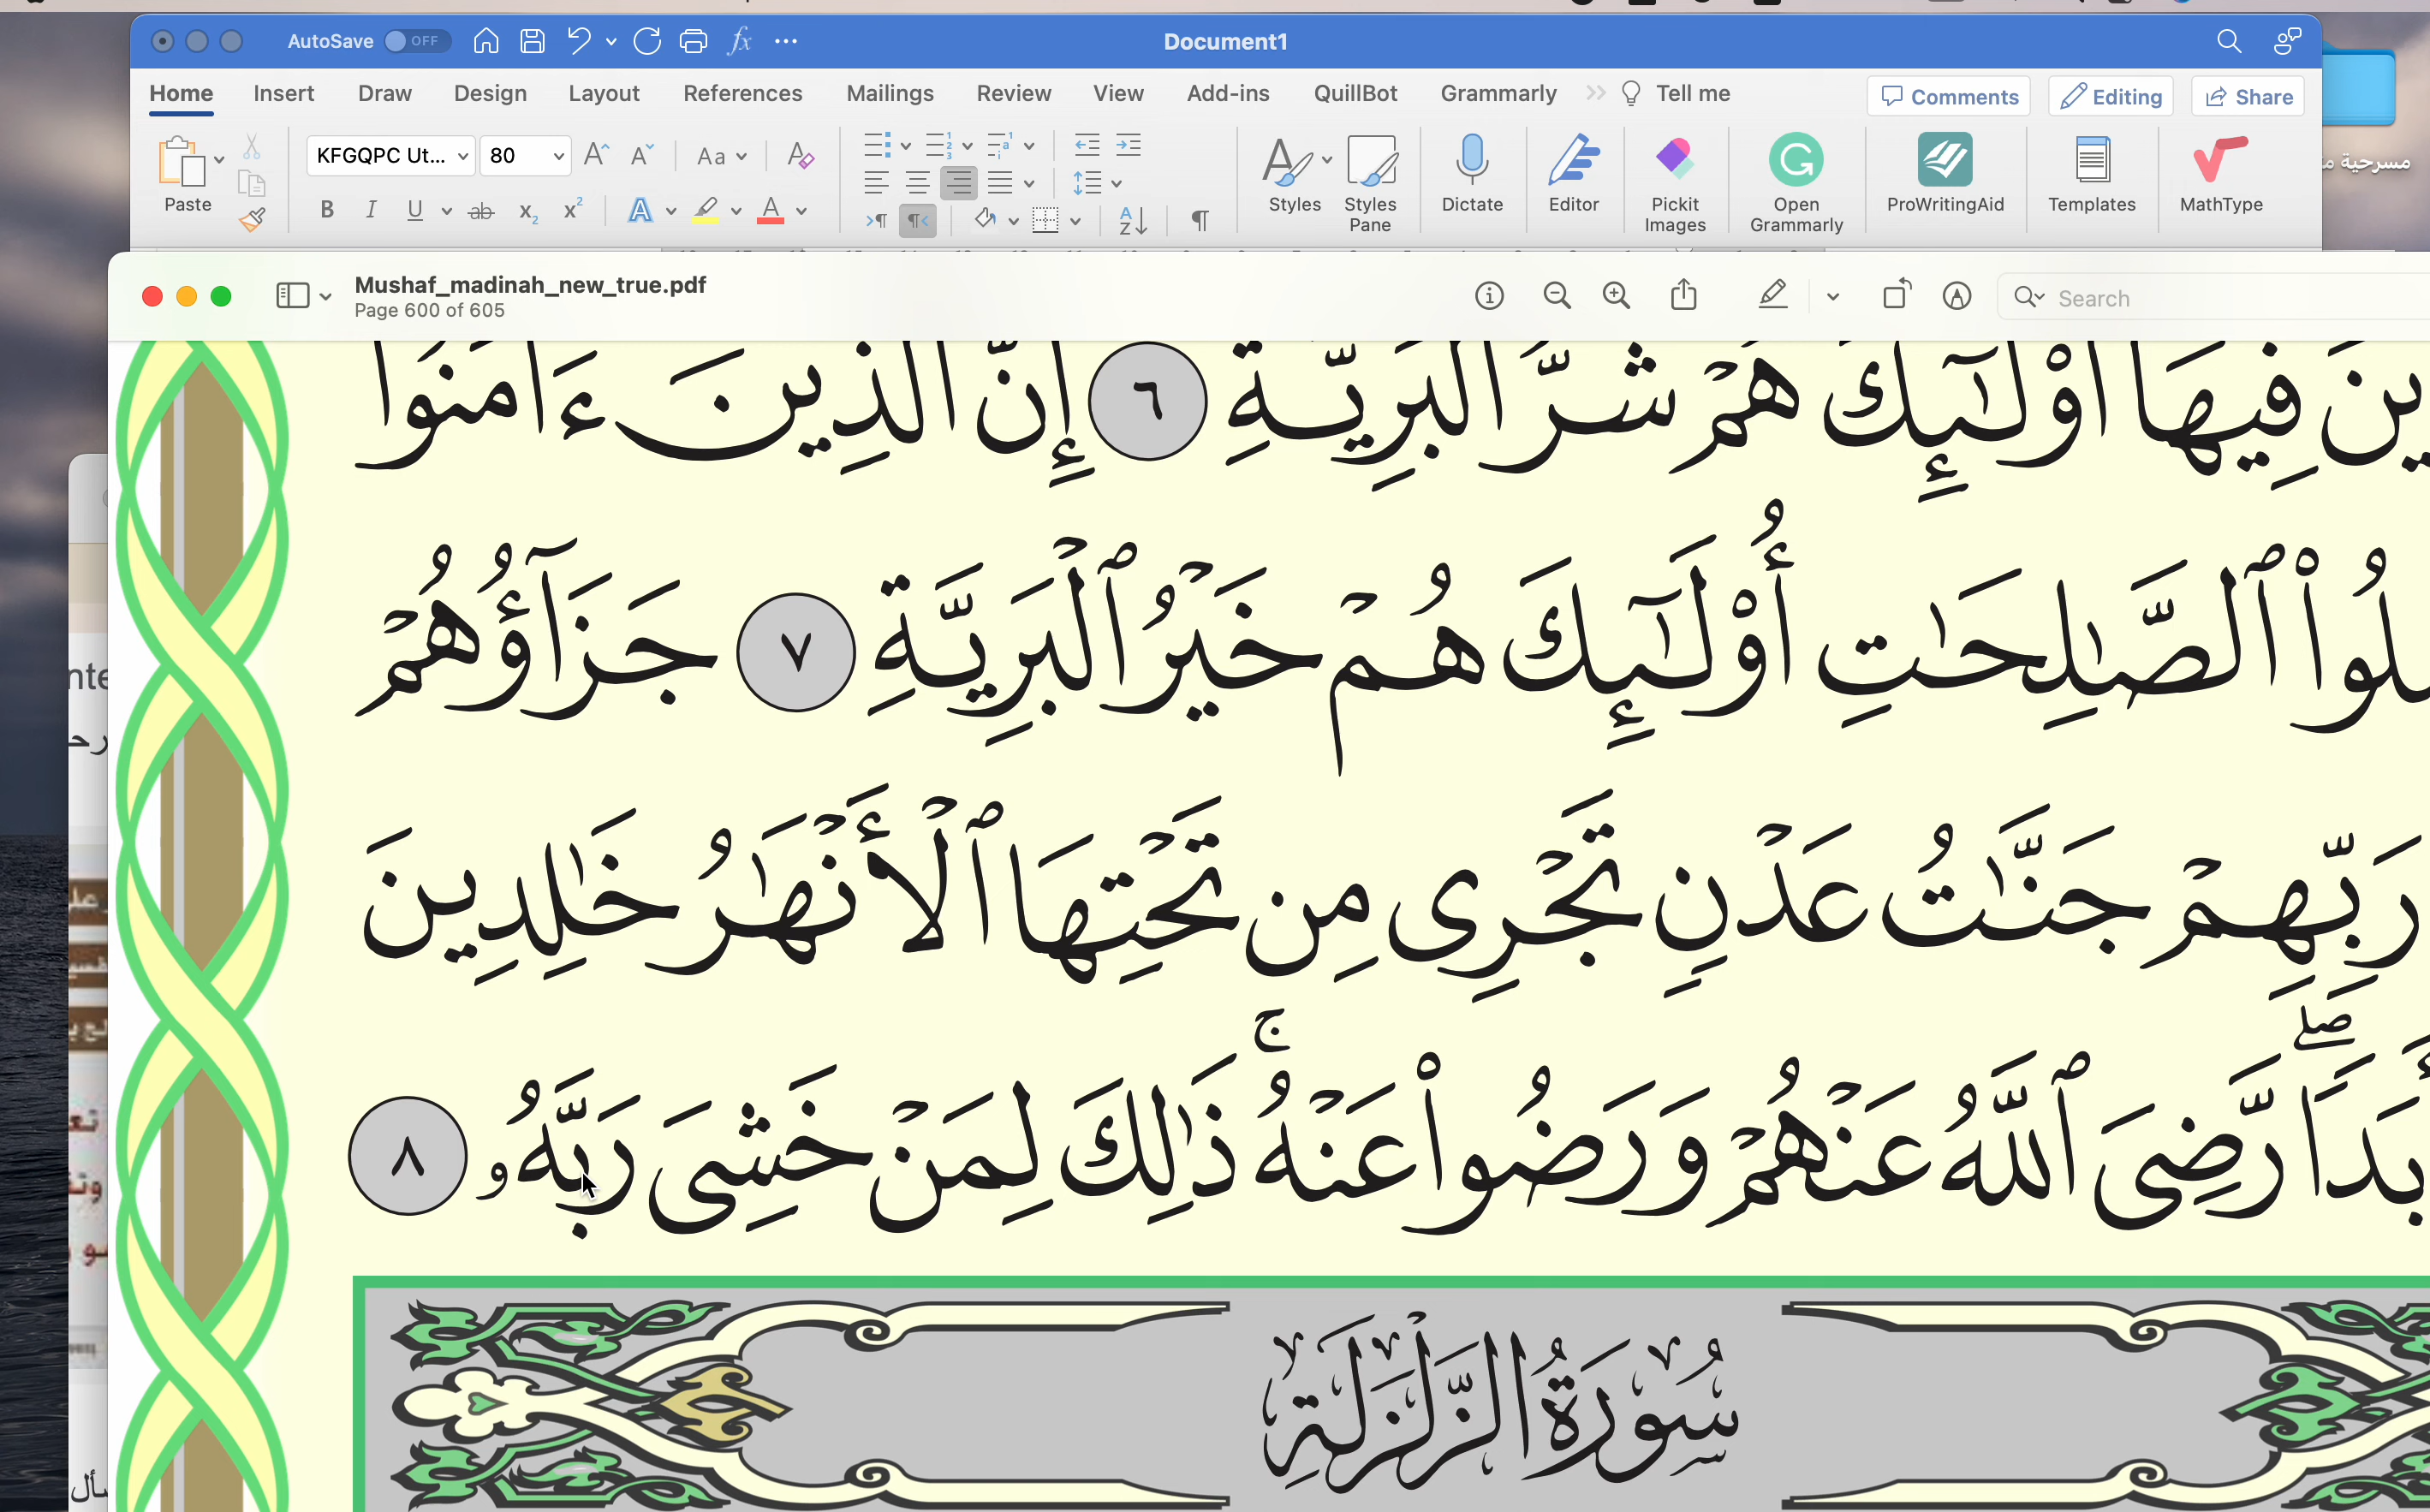 AutoSave OFF Document1
Home Insert Draw Design Layout References Mailings Review View Add-ins QuillBot Grammarly Tell me Comments Editing Share
KFGQPC Ut... 80
Paste
Styles
Styles Pane
Dictate
Editor
Pickit Images
Open Grammarly
ProWritingAid
Templates
MathType
مسرحية
Mushaf_madinah_new_true.pdf
Page 600 of 605
Search
فِيهَا أُوْلَٰٓئِكَ هُمْ شَرُّ ٱلْبَرِيَّةِ ٦ إِنَّ ٱلَّذِينَ ءَامَنُوا
ٱلصَّٰلِحَٰتِ أُوْلَٰٓئِكَ هُمْ خَيْرُ ٱلْبَرِيَّةِ ٧ جَزَآؤُهُمْ
رَبِّهِمْ جَنَّٰتُ عَدْنٍ تَجْرِى مِن تَحْتِهَا ٱلْأَنْهَٰرُ خَٰلِدِينَ
رَّضِىَ ٱللَّهُ عَنْهُمْ وَرَضُوا۟ عَنْهُ ۚ ذَٰلِكَ لِمَنْ خَشِىَ رَبَّهُۥ ٨
سُورَةُ الزَّلْزَلَةِ